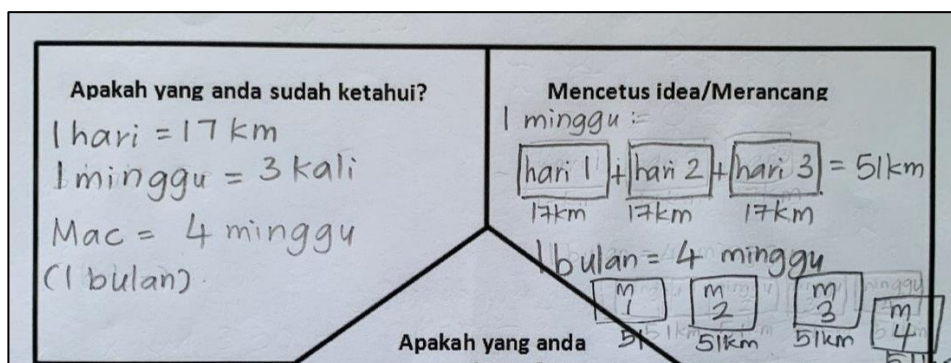 Apakah yang anda sudah ketahui?
1 hari = 17 km
1 minggu = 3 kali
Mac = 4 minggu
(1 bulan)
Mencetus idea/Merancang
1 minggu :-
hari 1 + hari 2 + hari 3 = 51km
17km 17km 17km
1 bulan = 4 minggu
m 1 m 2 m 3 m 4
51 51km 51km
Apakah yang anda